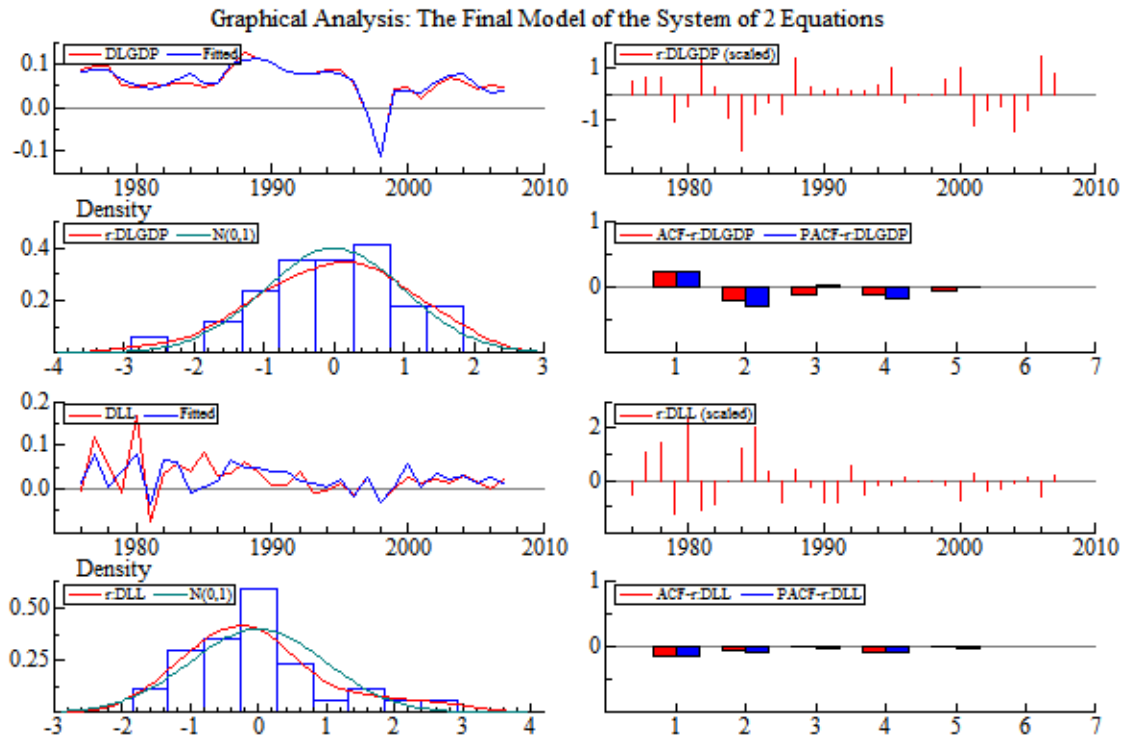 Graphical Analysis: The Final Model of the System of 2 Equations
DLGDP Fitted
0.1
0.0
-0.1
1980 1990 2000 2010
r:DLGDP (scaled)
1
-1
1980 1990 2000 2010
Density
r:DLGDP N(0,1)
0.4
0.2
-4 -3 -2 -1 0 1 2 3
1
ACF-r:DLGDP PACF-r:DLGDP
0
1 2 3 4 5 6 7
0.2
DLL Fitted
0.1
0.0
1980 1990 2000 2010
r:DLL (scaled)
2
0
1980 1990 2000 2010
Density
r:DLL N(0,1)
0.50
0.25
-3 -2 -1 0 1 2 3 4
1
ACF-r:DLL PACF-r:DLL
0
1 2 3 4 5 6 7